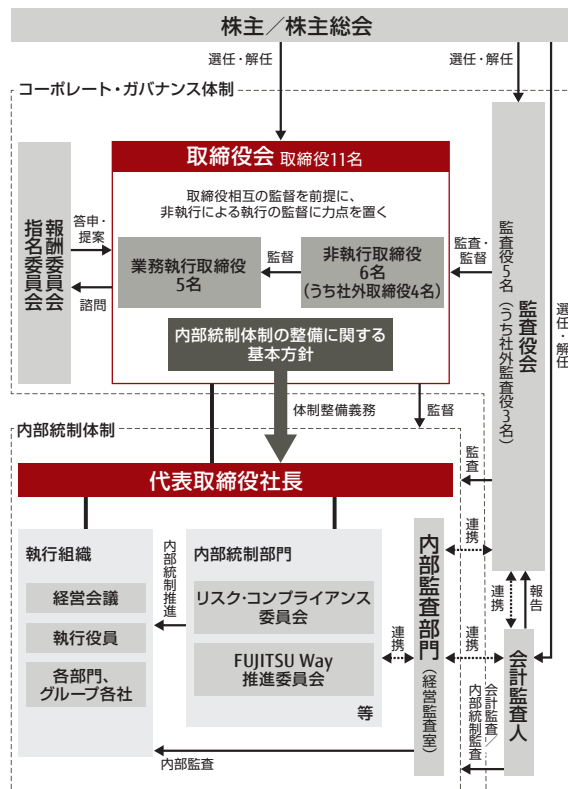 株主／株主総会
選任・解任
選任・解任
コーポレート・ガバナンス体制
取締役会 取締役11名
取締役相互の監督を前提に、
非執行による執行の監督に力点を置く
報酬委員会
指名委員会
答申・
提案
諮問
業務執行取締役
5名
監督
非執行取締役
6名
（うち社外取締役4名）
監査・
監督
監査役会
監査役5名（うち社外監査役3名）
選任・解任
内部統制体制の整備に関する
基本方針
体制整備義務
監督
内部統制体制
監査
代表取締役社長
執行組織
経営会議
執行役員
各部門、
グループ各社
内部統制推進
内部統制部門
リスク・コンプライアンス
委員会
FUJITSU Way
推進委員会
等
連携
内部監査部門（経営監査室）
連携
連携
連携
報告
会計監査人
会計監査／
内部統制監査
内部監査